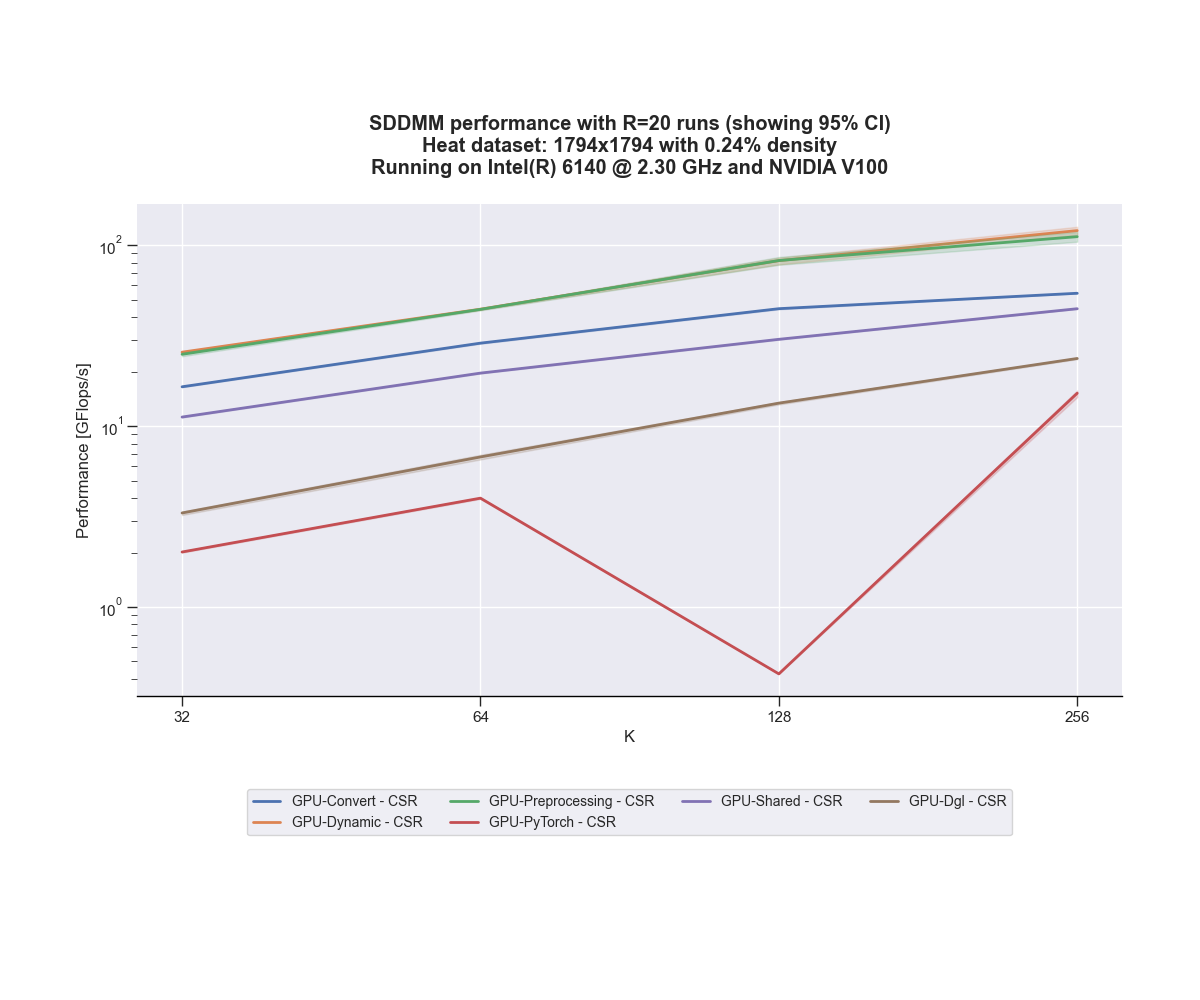 SDDMM performance with R=20 runs (showing 95% CI)
Heat dataset: 1794x1794 with 0.24% density
Running on Intel(R) 6140 @ 2.30 GHz and NVIDIA V100
Performance [GFlops/s]
10²
10¹
10⁰
32 64 128 256
K
GPU-Convert - CSR GPU-Preprocessing - CSR GPU-Shared - CSR GPU-Dgl - CSR
GPU-Dynamic - CSR GPU-PyTorch - CSR